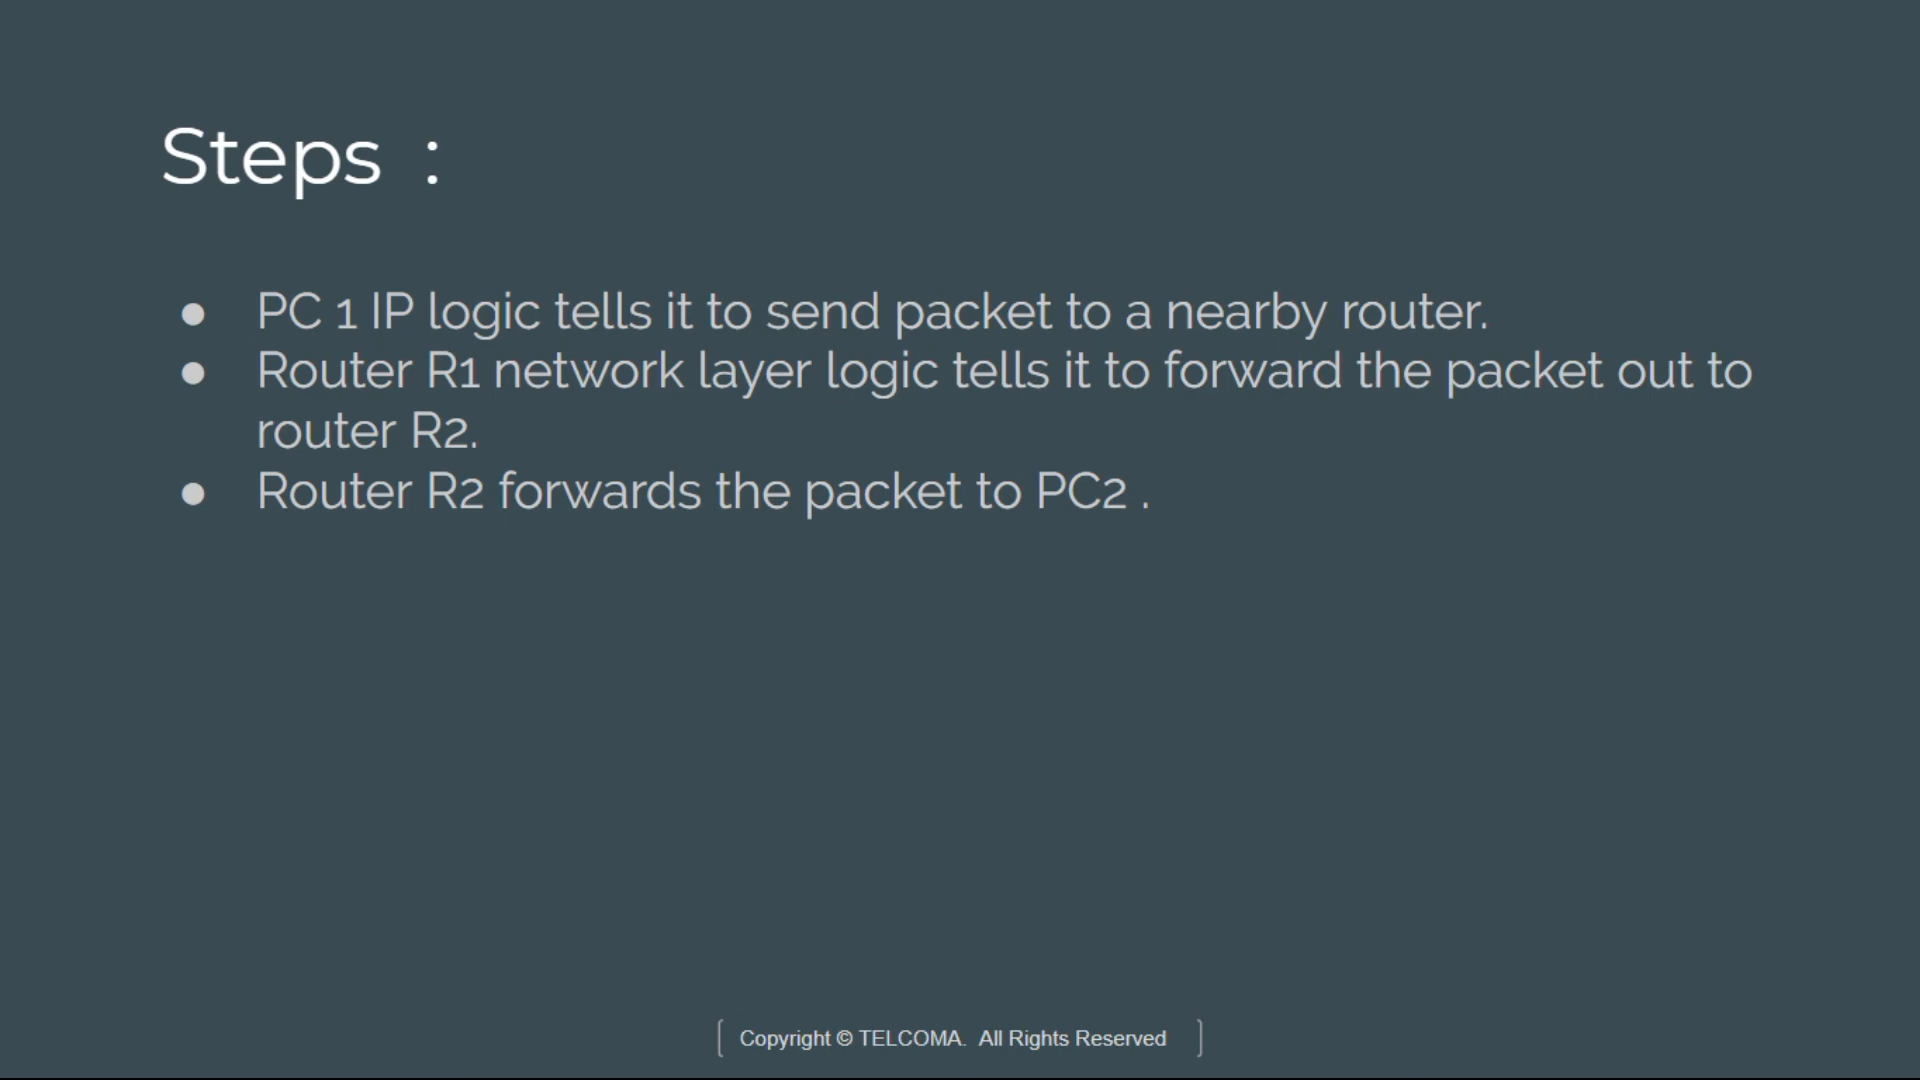 Steps :
● PC 1 IP logic tells it to send packet to a nearby router.
● Router R1 network layer logic tells it to forward the packet out to
router R2.
● Router R2 forwards the packet to PC2 .
[ Copyright © TELCOMA. All Rights Reserved ]